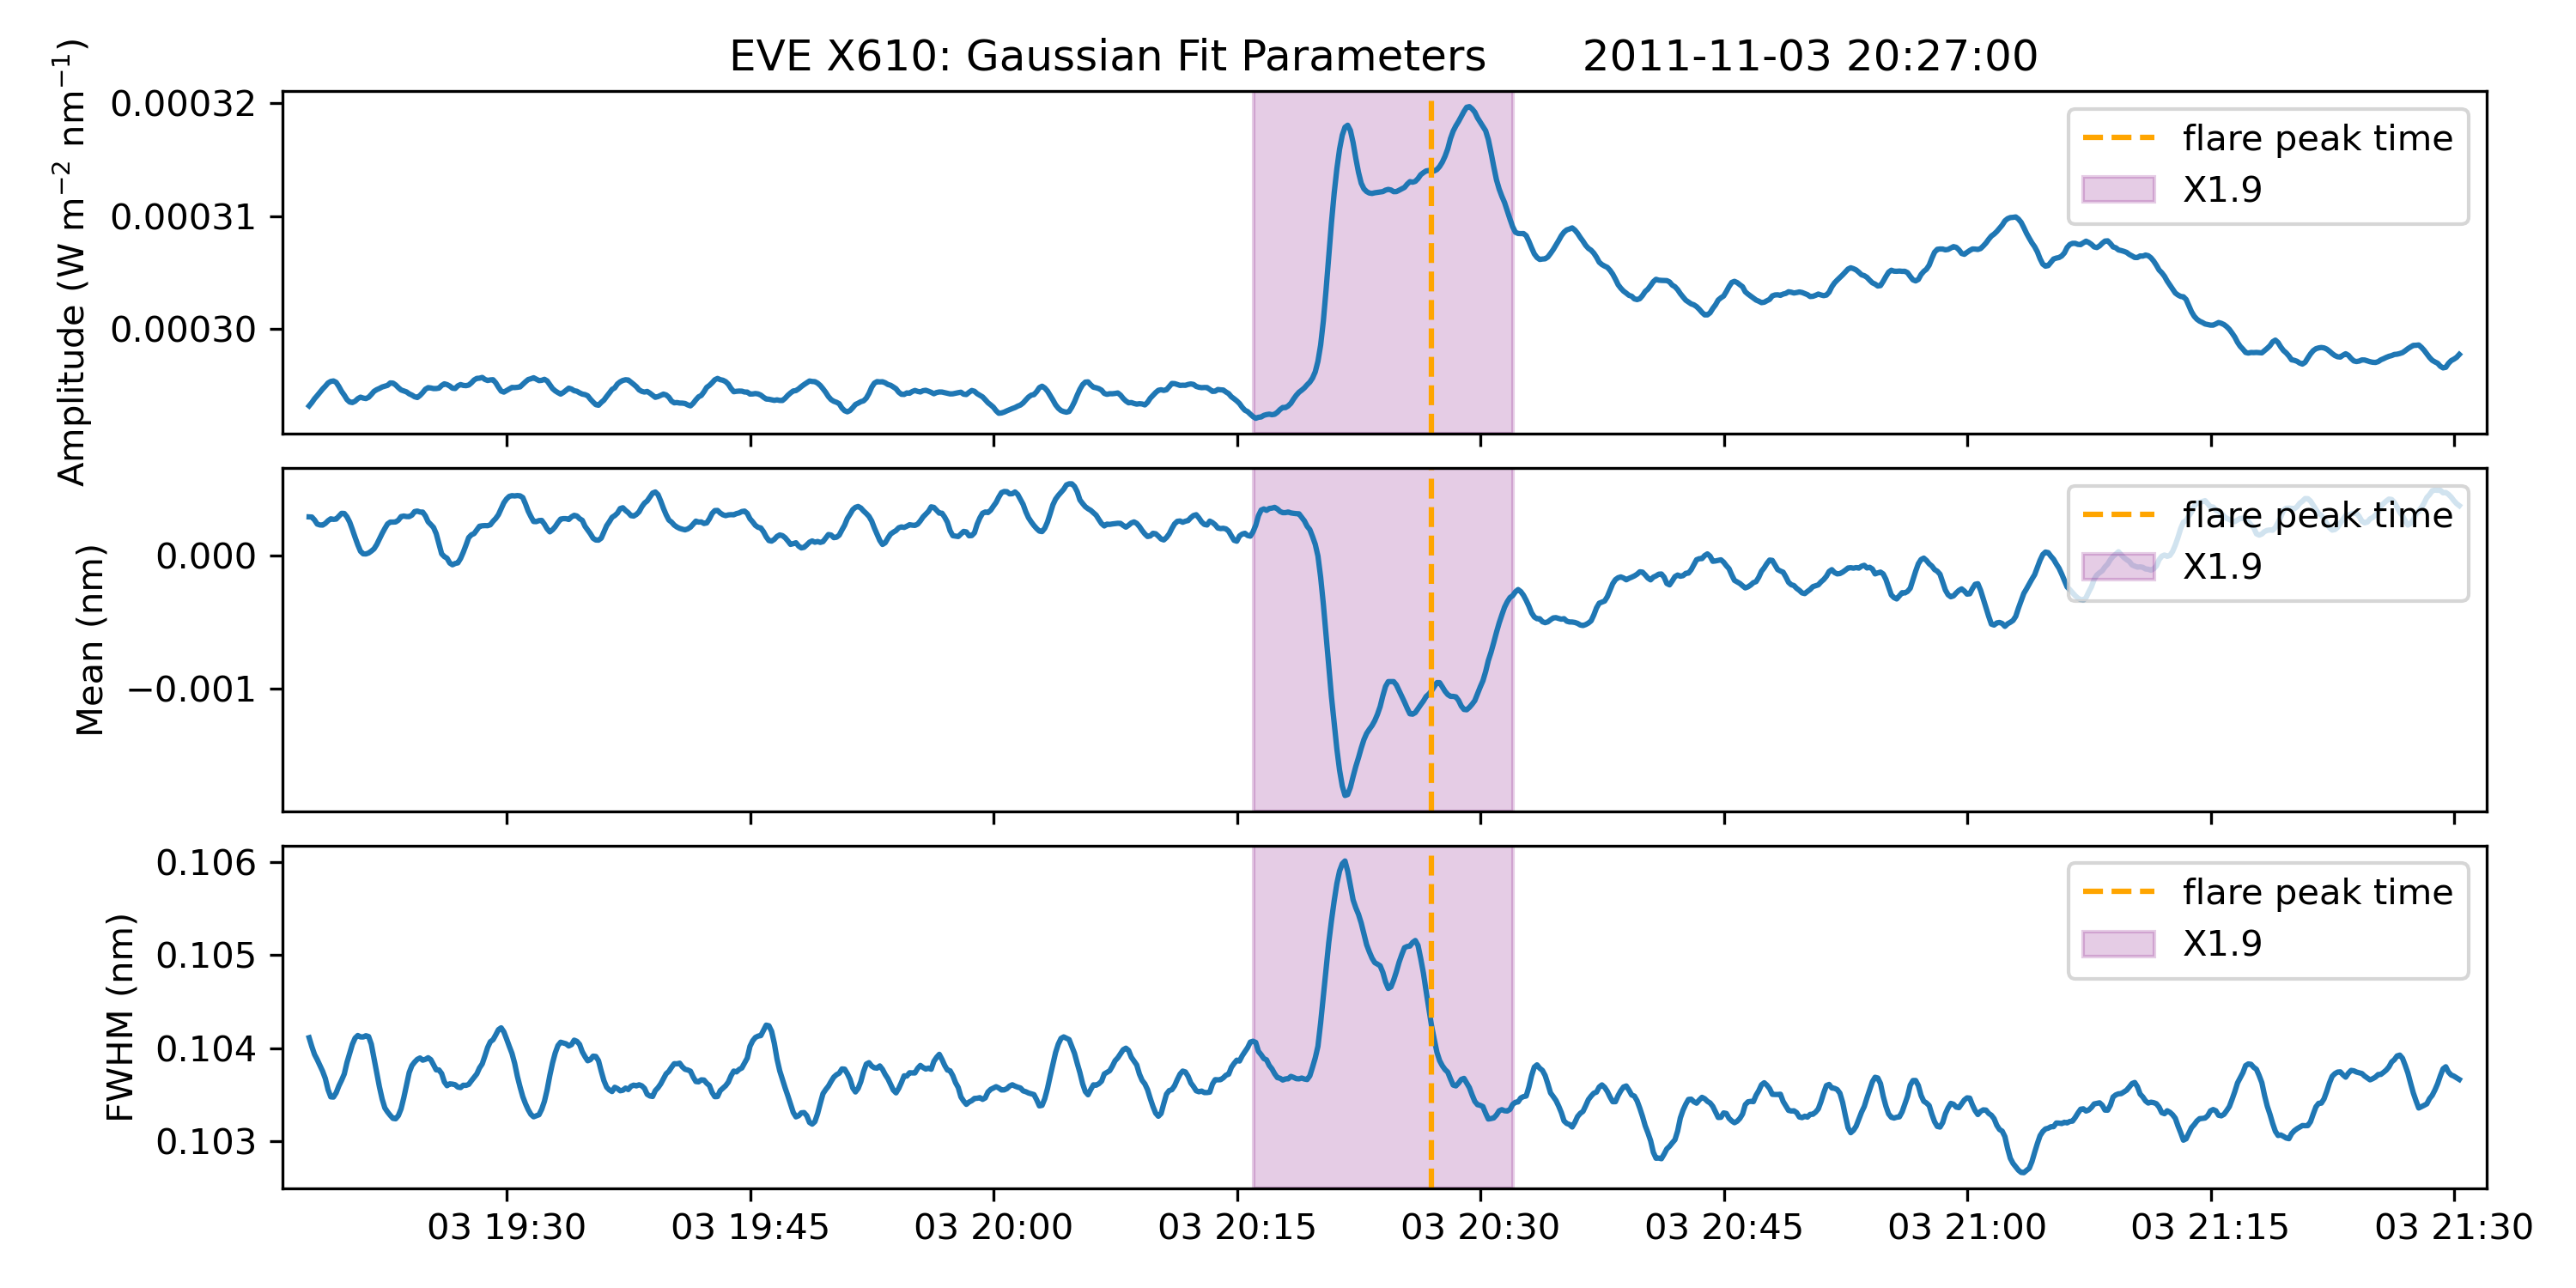 EVE X610: Gaussian Fit Parameters 2011-11-03 20:27:00
Amplitude (W m⁻² nm⁻¹)
0.00032
0.00031
0.00030
flare peak time
X1.9
Mean (nm)
0.000
−0.001
flare peak time
X1.9
FWHM (nm)
0.106
0.105
0.104
0.103
flare peak time
X1.9
03 19:30 03 19:45 03 20:00 03 20:15 03 20:30 03 20:45 03 21:00 03 21:15 03 21:30